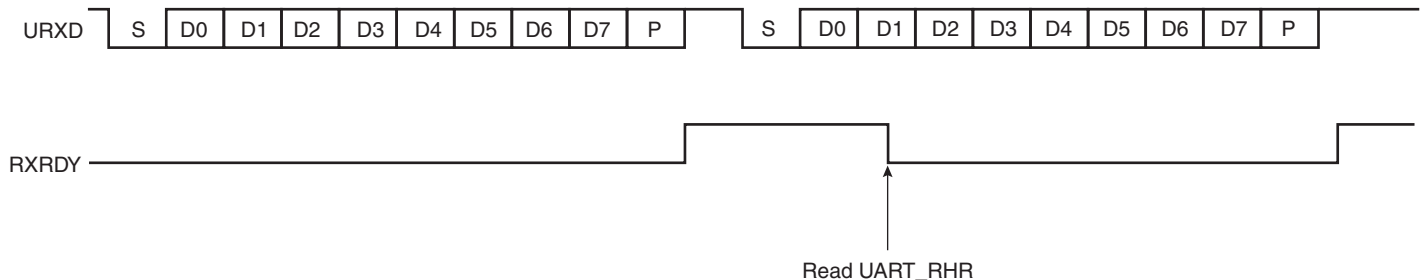 URXD S D0 D1 D2 D3 D4 D5 D6 D7 P S D0 D1 D2 D3 D4 D5 D6 D7 P
RXRDY
Read UART_RHR